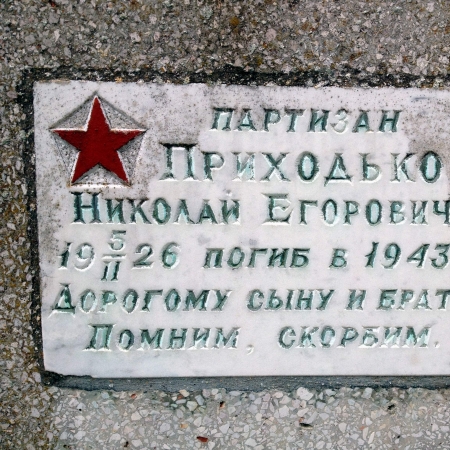 ПАРТИЗАН
ПРИХОДЬКО
НИКОЛАЙ ЕГОРОВИЧ
19 5/II 26 ПОГИБ В 1943
ДОРОГОМУ СЫНУ И БРАТ
ПОМНИМ, СКОРБИМ.